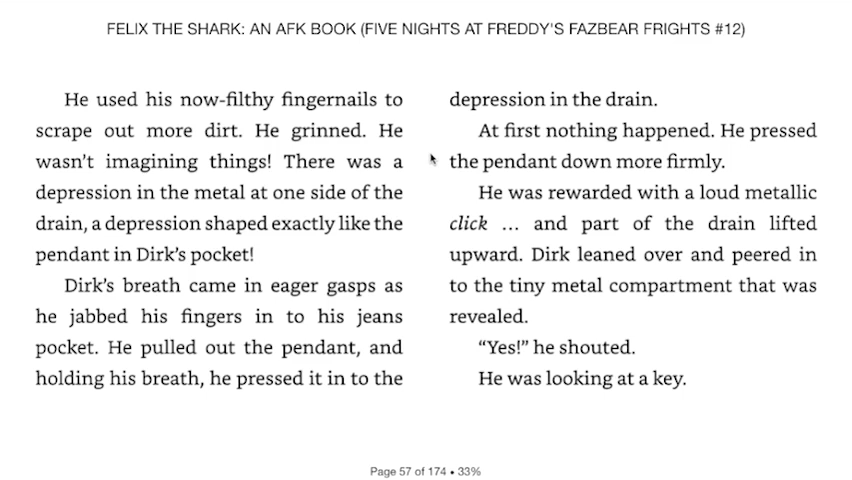 FELIX THE SHARK: AN AFK BOOK (FIVE NIGHTS AT FREDDY'S FAZBEAR FRIGHTS #12)
He used his now-filthy fingernails to
scrape out more dirt. He grinned. He
wasn’t imagining things! There was a
depression in the metal at one side of the
drain, a depression shaped exactly like the
pendant in Dirk’s pocket!
Dirk’s breath came in eager gasps as
he jabbed his fingers in to his jeans
pocket. He pulled out the pendant, and
holding his breath, he pressed it in to the
depression in the drain.
At first nothing happened. He pressed
the pendant down more firmly.
He was rewarded with a loud metallic
click … and part of the drain lifted
upward. Dirk leaned over and peered in
to the tiny metal compartment that was
revealed.
“Yes!” he shouted.
He was looking at a key.
Page 57 of 174 • 33%